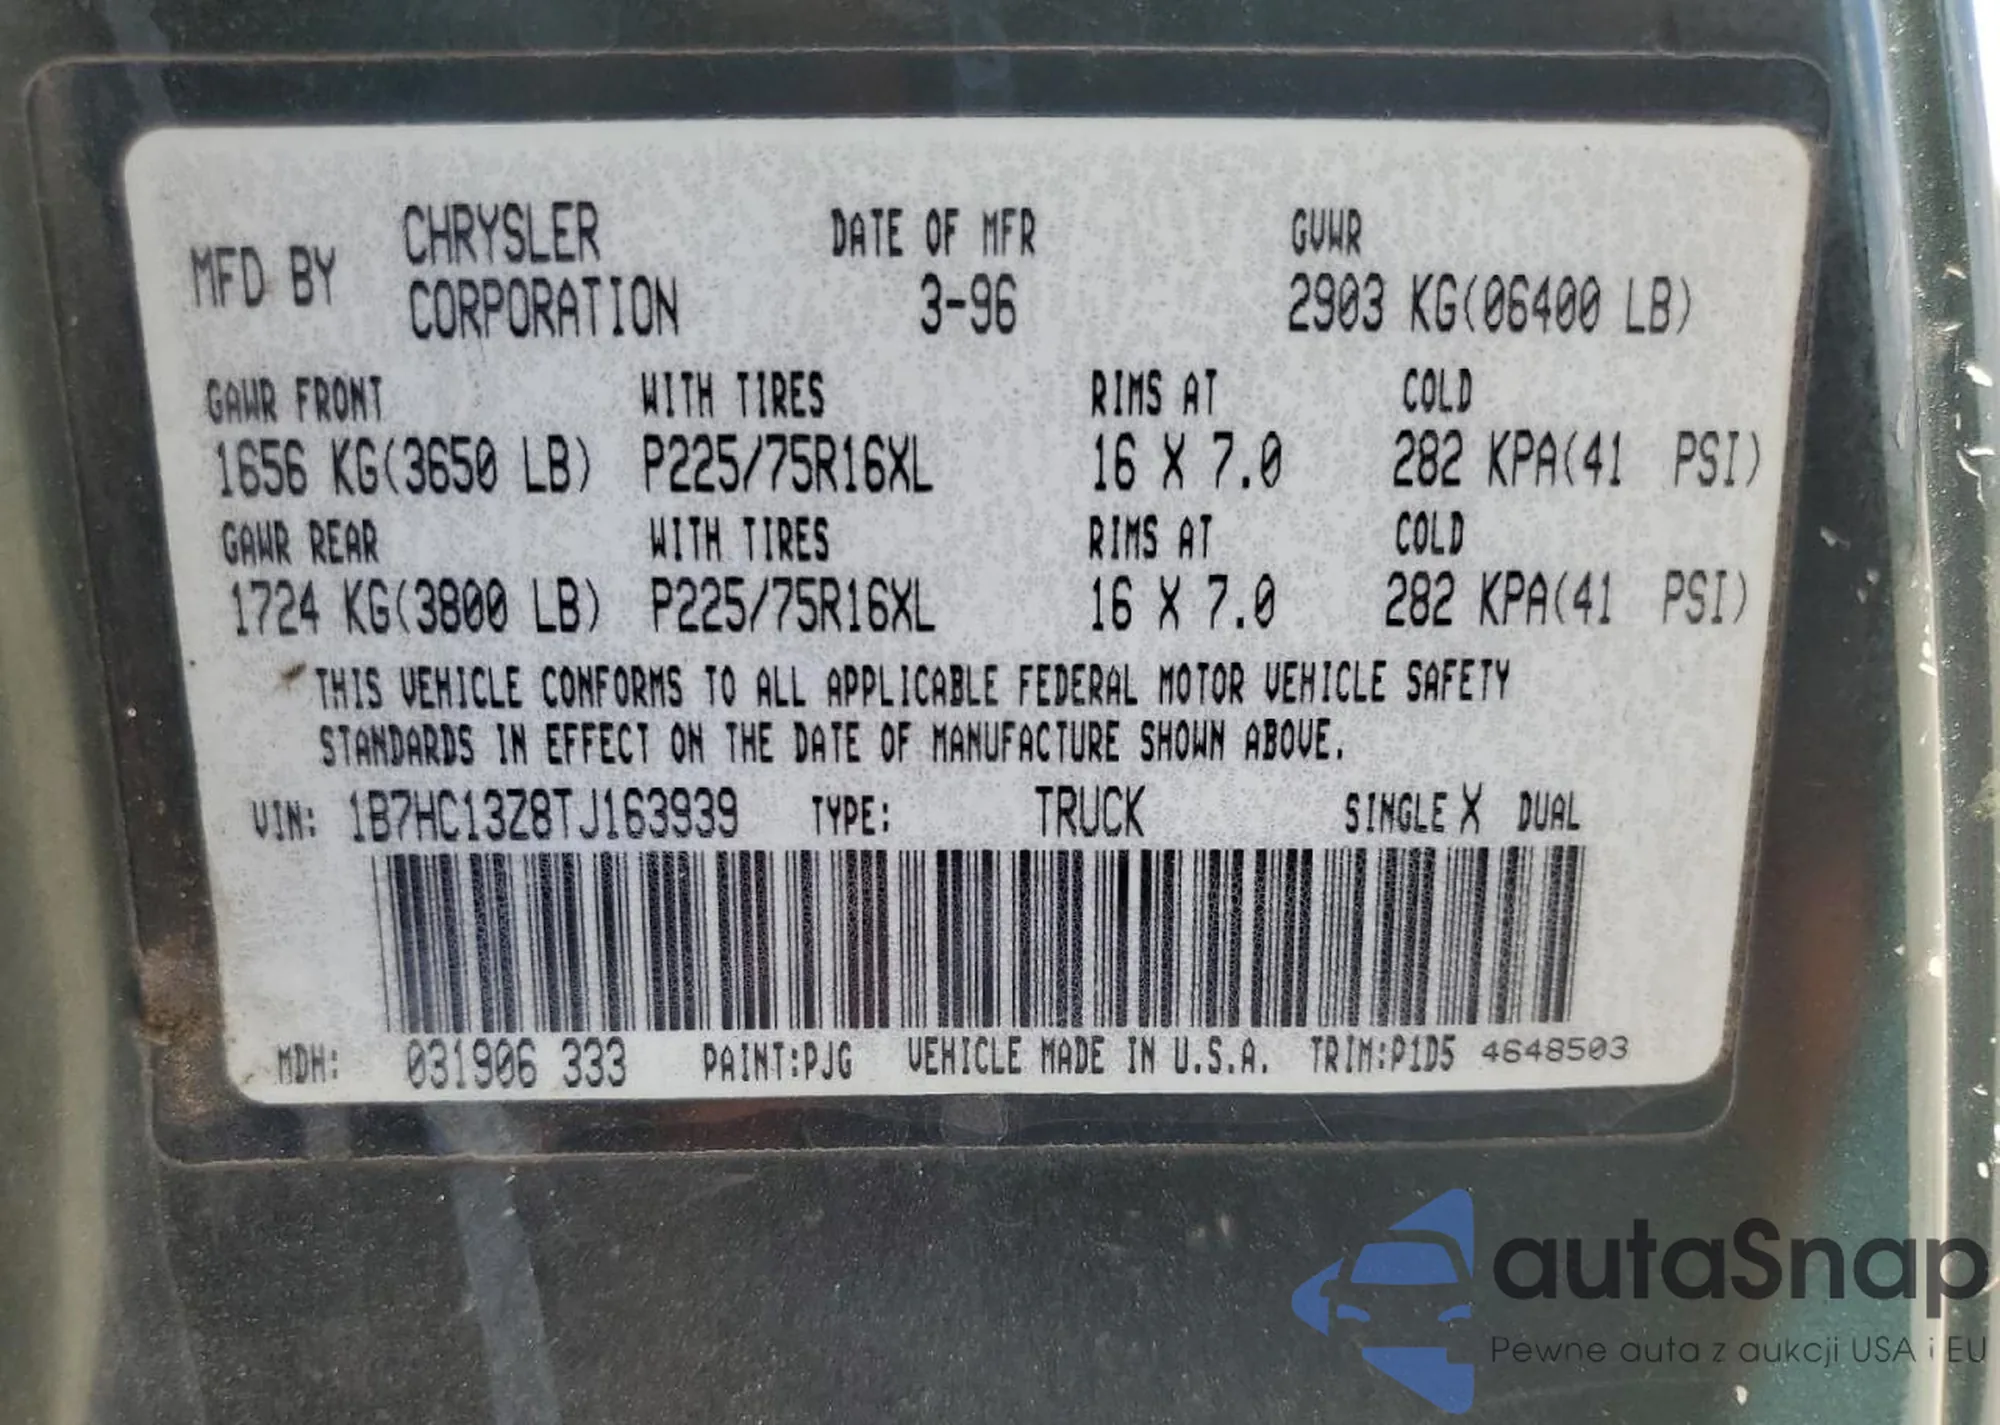 MFD BY CHRYSLER CORPORATION DATE OF MFR 3-96 GVWR 2903 KG(06400 LB)
GAWR FRONT WITH TIRES RIMS AT COLD
1656 KG(3650 LB) P225/75R16XL 16 X 7.0 282 KPA(41 PSI)
GAWR REAR WITH TIRES RIMS AT COLD
1724 KG(3800 LB) P225/75R16XL 16 X 7.0 282 KPA(41 PSI)
THIS VEHICLE CONFORMS TO ALL APPLICABLE FEDERAL MOTOR VEHICLE SAFETY
STANDARDS IN EFFECT ON THE DATE OF MANUFACTURE SHOWN ABOVE.
VIN: 1B7HC13Z8TJ163939 TYPE: TRUCK SINGLE X DUAL
MDH: 031906 333 PAINT:PJG VEHICLE MADE IN U.S.A. TRIM:P1D5 4648503
autaSnap
Pewne auta z aukcji USA i EU